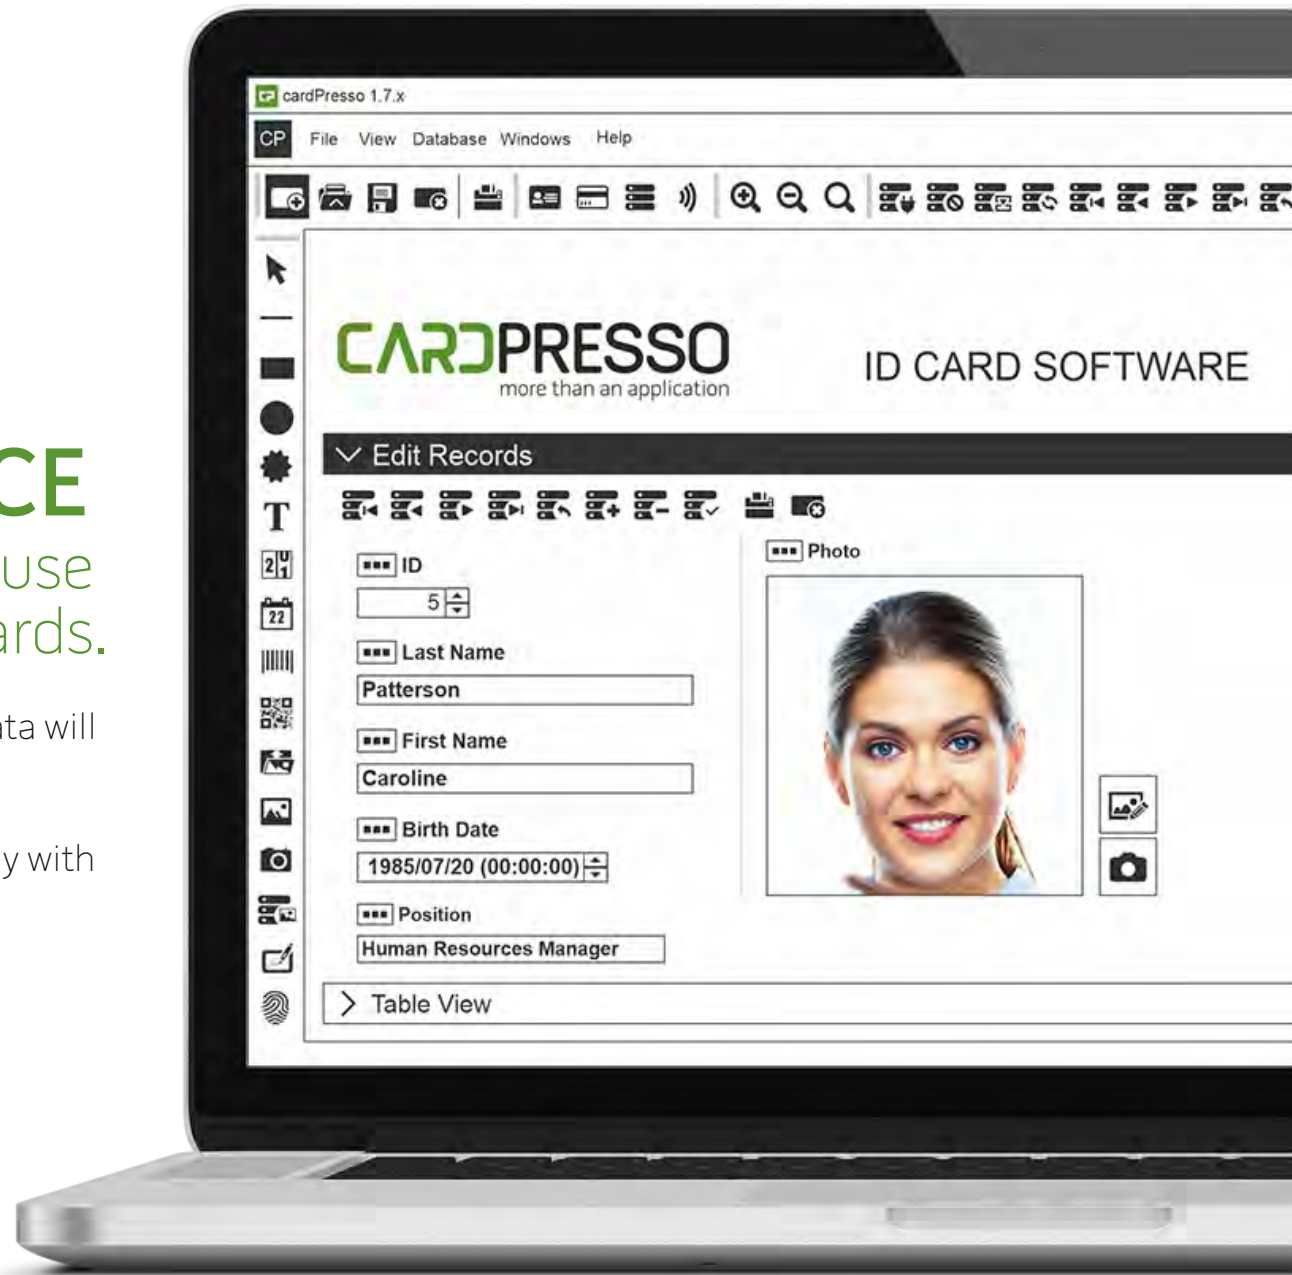 cardPresso 1.7.x
CP File View Database Windows Help
CARDPRESSO
more than an application
ID CARD SOFTWARE
Edit Records
ID
5
Last Name
Patterson
First Name
Caroline
Birth Date
1985/07/20 (00:00:00)
Position
Human Resources Manager
Photo
Table View
T
22
CE
use
ards.
ata will
y with